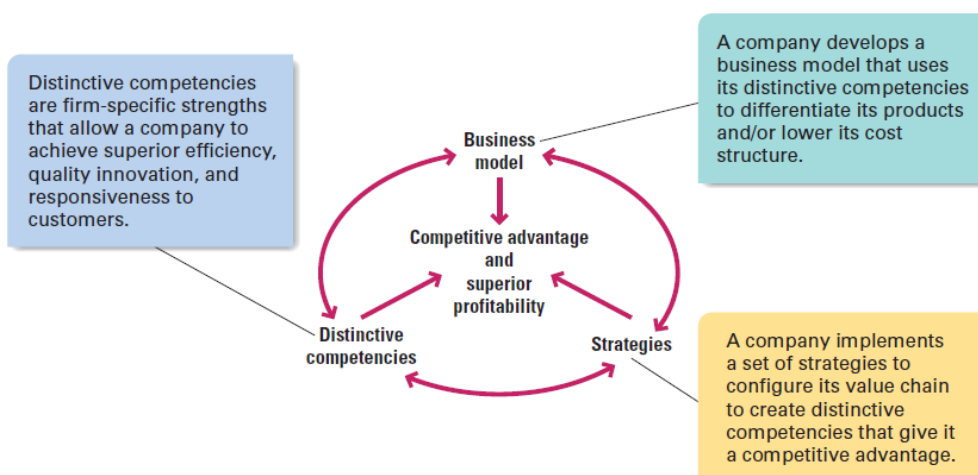 Distinctive competencies
are firm-specific strengths
that allow a company to
achieve superior efficiency,
quality innovation, and
responsiveness to
customers.
A company develops a
business model that uses
its distinctive competencies
to differentiate its products
and/or lower its cost
structure.
Business
model
Competitive advantage
and
superior
profitability
Distinctive
competencies
Strategies
A company implements
a set of strategies to
configure its value chain
to create distinctive
competencies that give it
a competitive advantage.